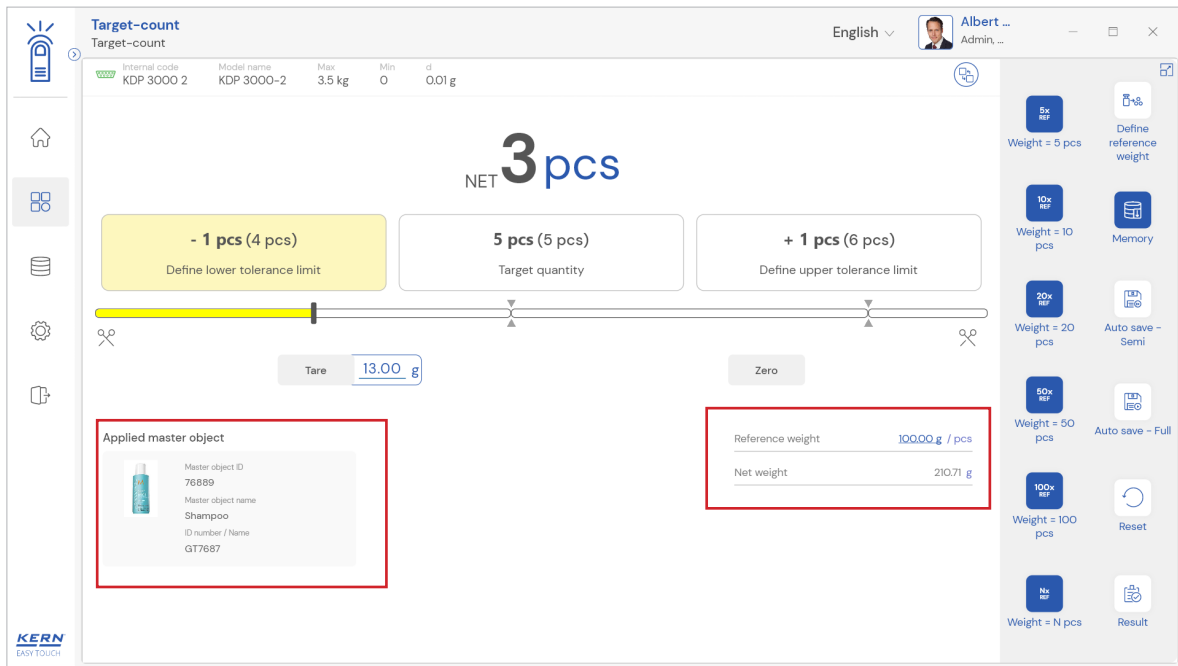 Target-count
Target-count
English
Albert ...
Admin, ...
Internal code
KDP 3000 2
Model name
KDP 3000-2
Max
3.5 kg
Min
0
d
0.01 g
NET 3 pcs
- 1 pcs (4 pcs)
Define lower tolerance limit
5 pcs (5 pcs)
Target quantity
+ 1 pcs (6 pcs)
Define upper tolerance limit
Tare 13.00 g
Zero
Applied master object
Master object ID
76889
Master object name
Shampoo
ID number / Name
GT7687
Reference weight 100.00 g / pcs
Net weight 210.71 g
5x
REF
Weight = 5 pcs
Define
reference
weight
10x
REF
Weight = 10
pcs
Memory
20x
REF
Weight = 20
pcs
Auto save -
Semi
50x
REF
Weight = 50
pcs
Auto save - Full
100x
REF
Weight = 100
pcs
Reset
Nx
REF
Weight = N pcs
Result
KERN
EASY TOUCH